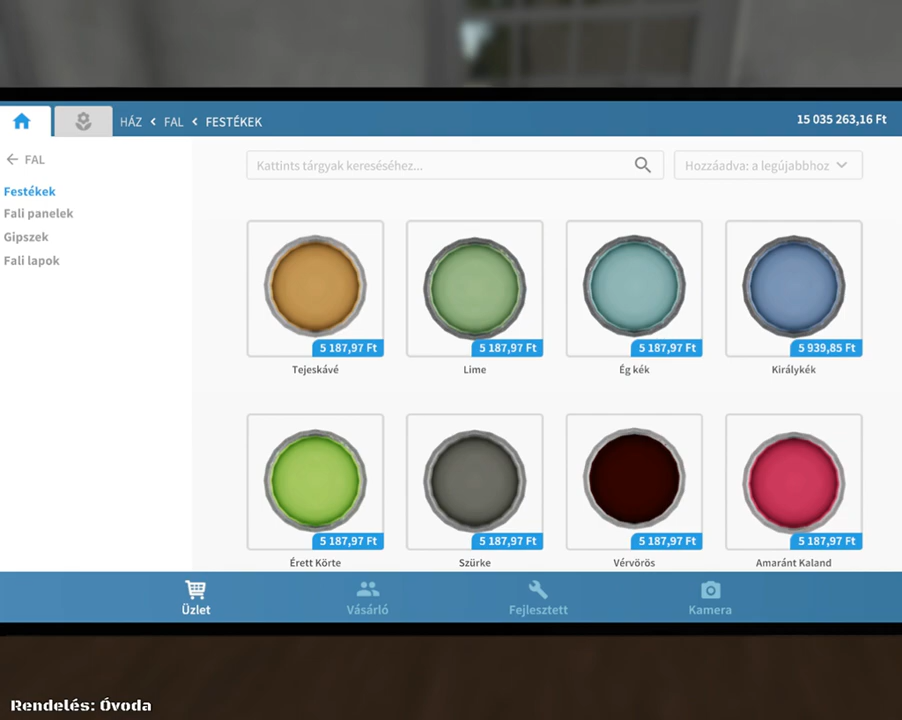 HÁZ < FAL < FESTÉKEK
15 035 263,16 Ft
← FAL
Kattints tárgyak kereséséhez...
Hozzáadva: a legújabbhoz
Festékek
Fali panelek
Gipszek
Fali lapok
5 187,97 Ft
5 187,97 Ft
5 187,97 Ft
5 939,85 Ft
Tejeskávé
Lime
Ég kék
Királykék
5 187,97 Ft
5 187,97 Ft
5 187,97 Ft
5 187,97 Ft
Érett Körte
Szürke
Vérvörös
Amaránt Kaland
Üzlet
Vásárló
Fejlesztett
Kamera
Rendelés: Óvoda